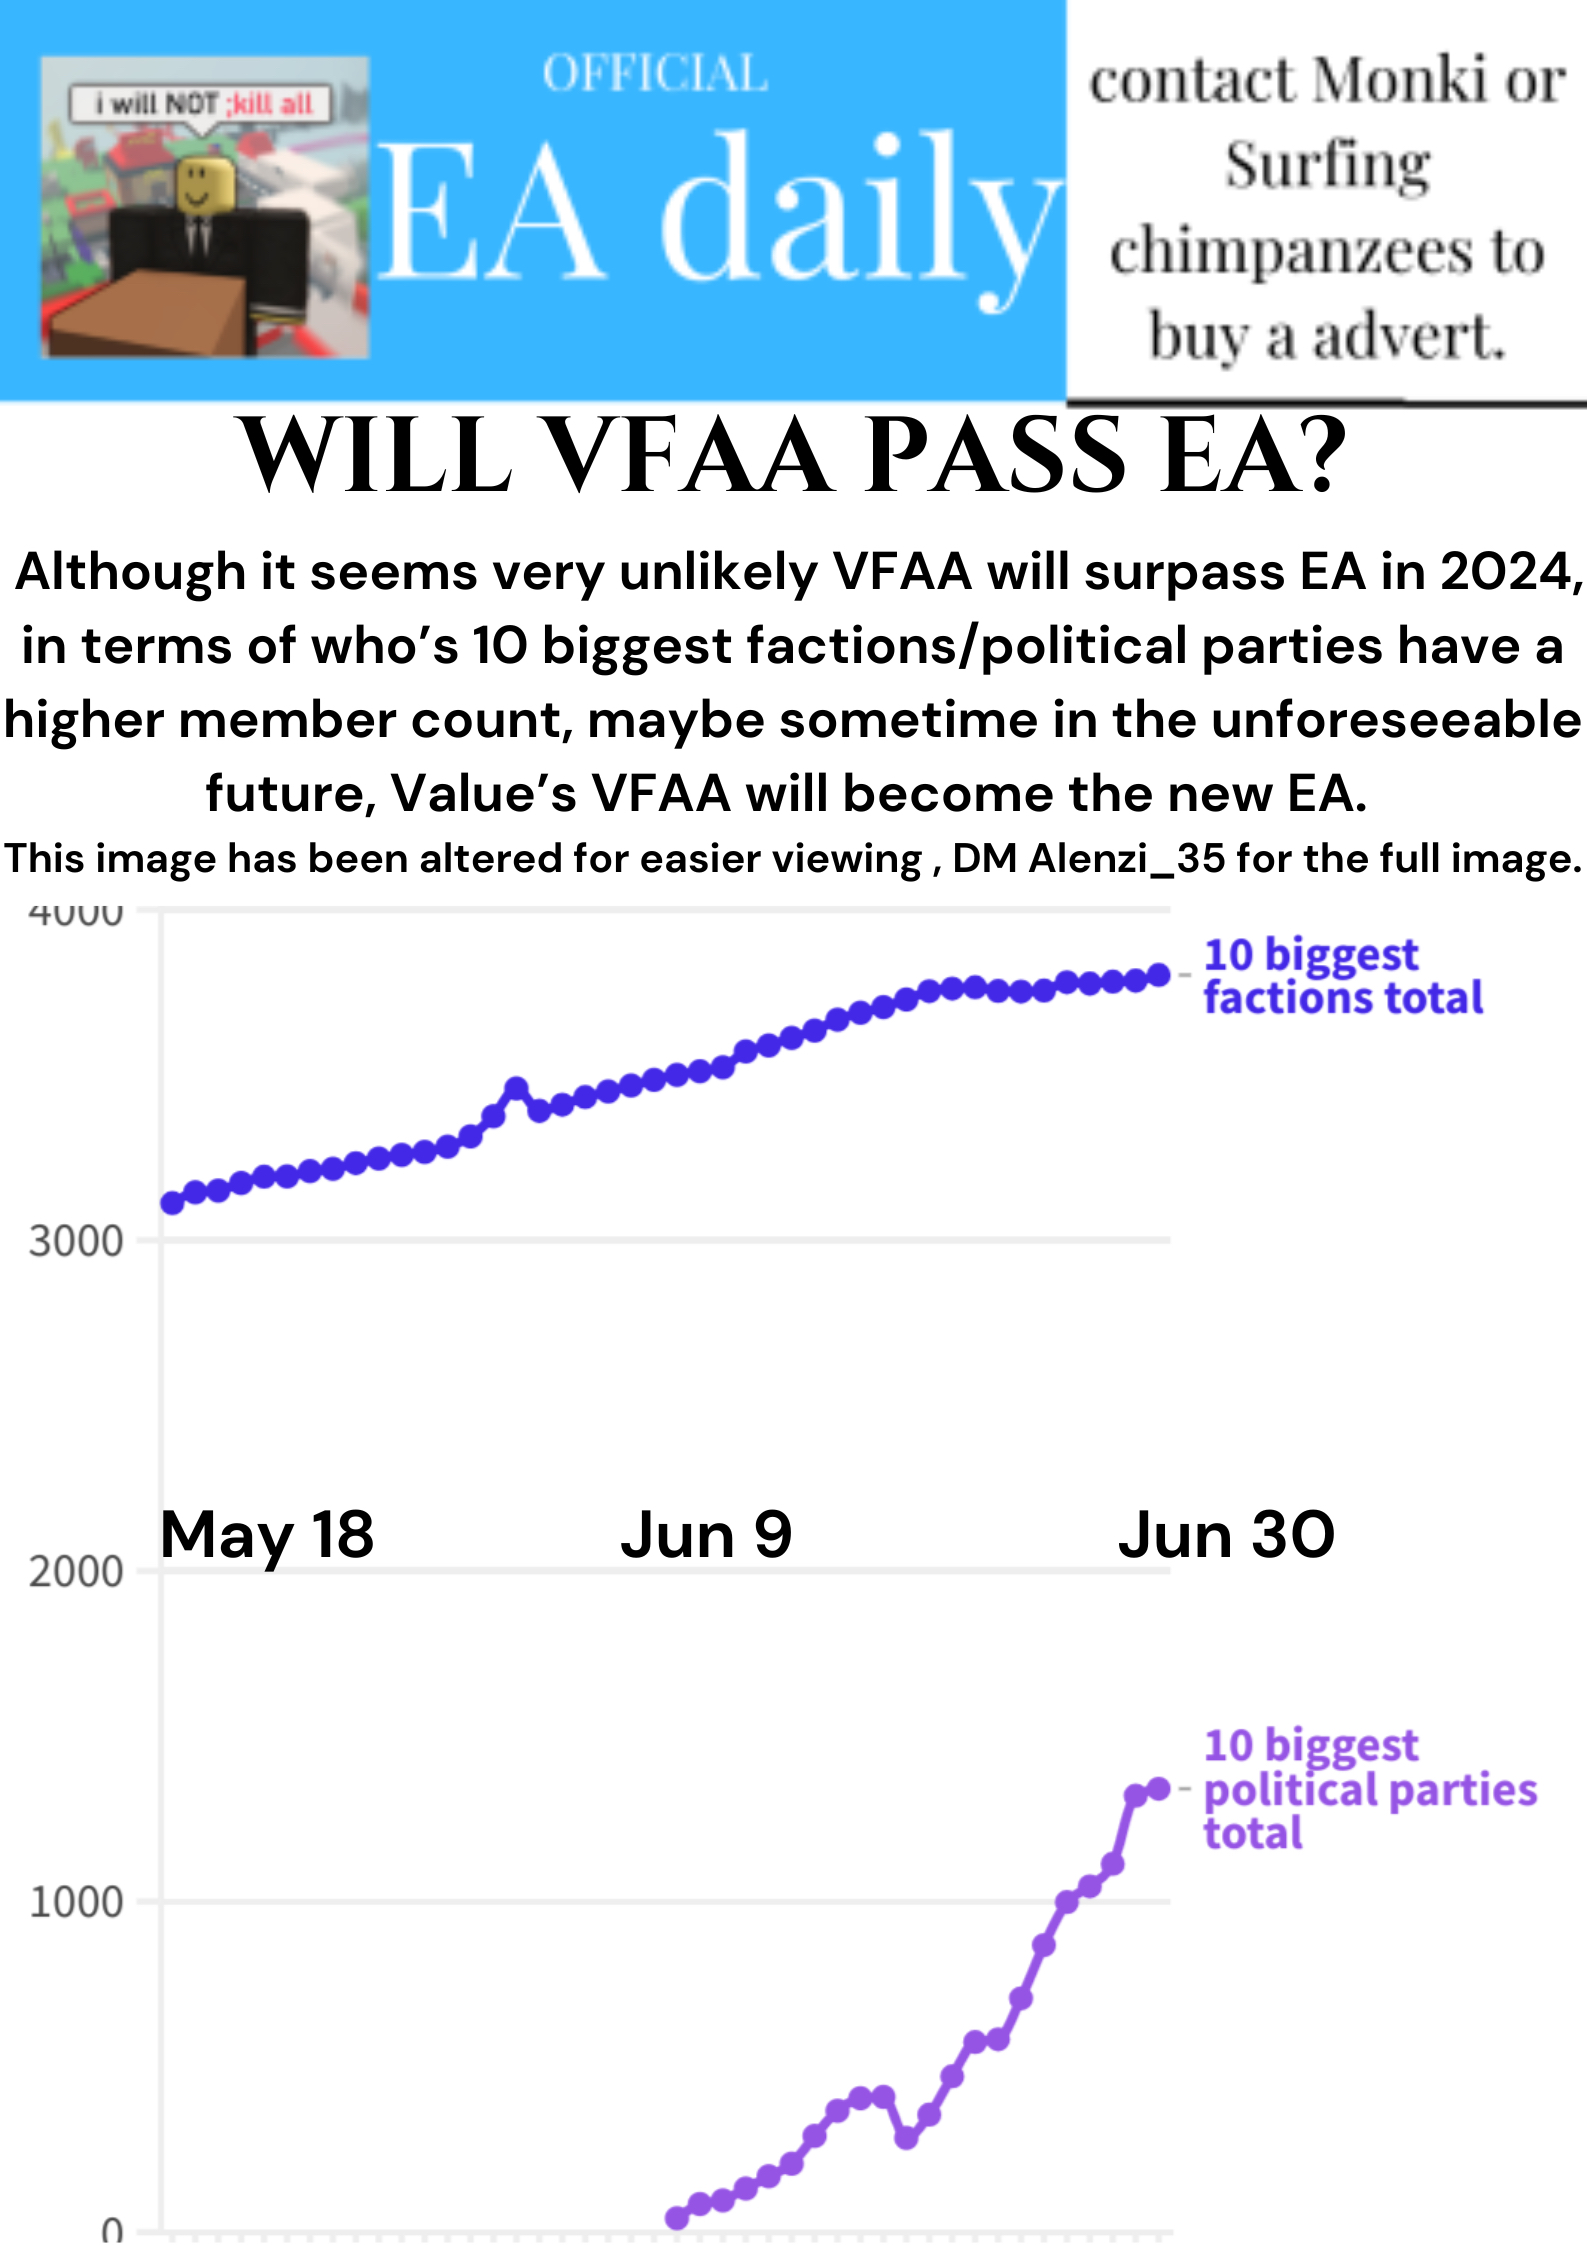 i will NOT ;kill all
OFFICIAL
EA daily
contact Monki or
Surfing
chimpanzees to
buy a advert.
WILL VFAA PASS EA?
Although it seems very unlikely VFAA will surpass EA in 2024,
in terms of who’s 10 biggest factions/political parties have a
higher member count, maybe sometime in the unforeseeable
future, Value’s VFAA will become the new EA.
This image has been altered for easier viewing , DM Alenzi_35 for the full image.
4000
10 biggest
factions total
3000
May 18
Jun 9
Jun 30
2000
10 biggest
political parties
total
1000
0